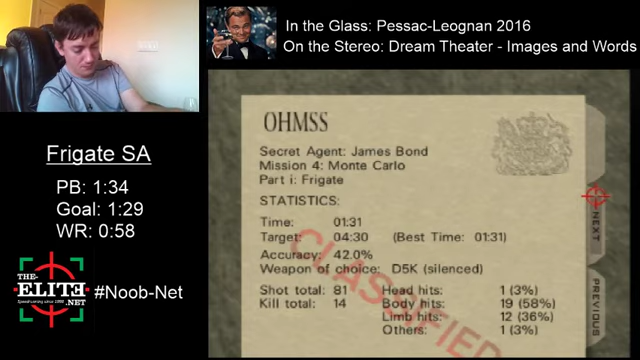 In the Glass: Pessac-Leognan 2016
On the Stereo: Dream Theater - Images and Words
Frigate SA
PB: 1:34
Goal: 1:29
WR: 0:58
THE-
ELITE
.NET
#Noob-Net
OHMSS
Secret Agent: James Bond
Mission 4: Monte Carlo
Part i: Frigate
STATISTICS:
Time: 01:31
Target: 04:30 (Best Time: 01:31)
Accuracy: 42.0%
Weapon of choice: D5K (silenced)
Shot total: 81 Head hits: 1 (3%)
Kill total: 14 Body hits: 19 (58%)
Limb hits: 12 (36%)
Others: 1 (3%)
CLASSIFIED
NEXT
PREVIOUS